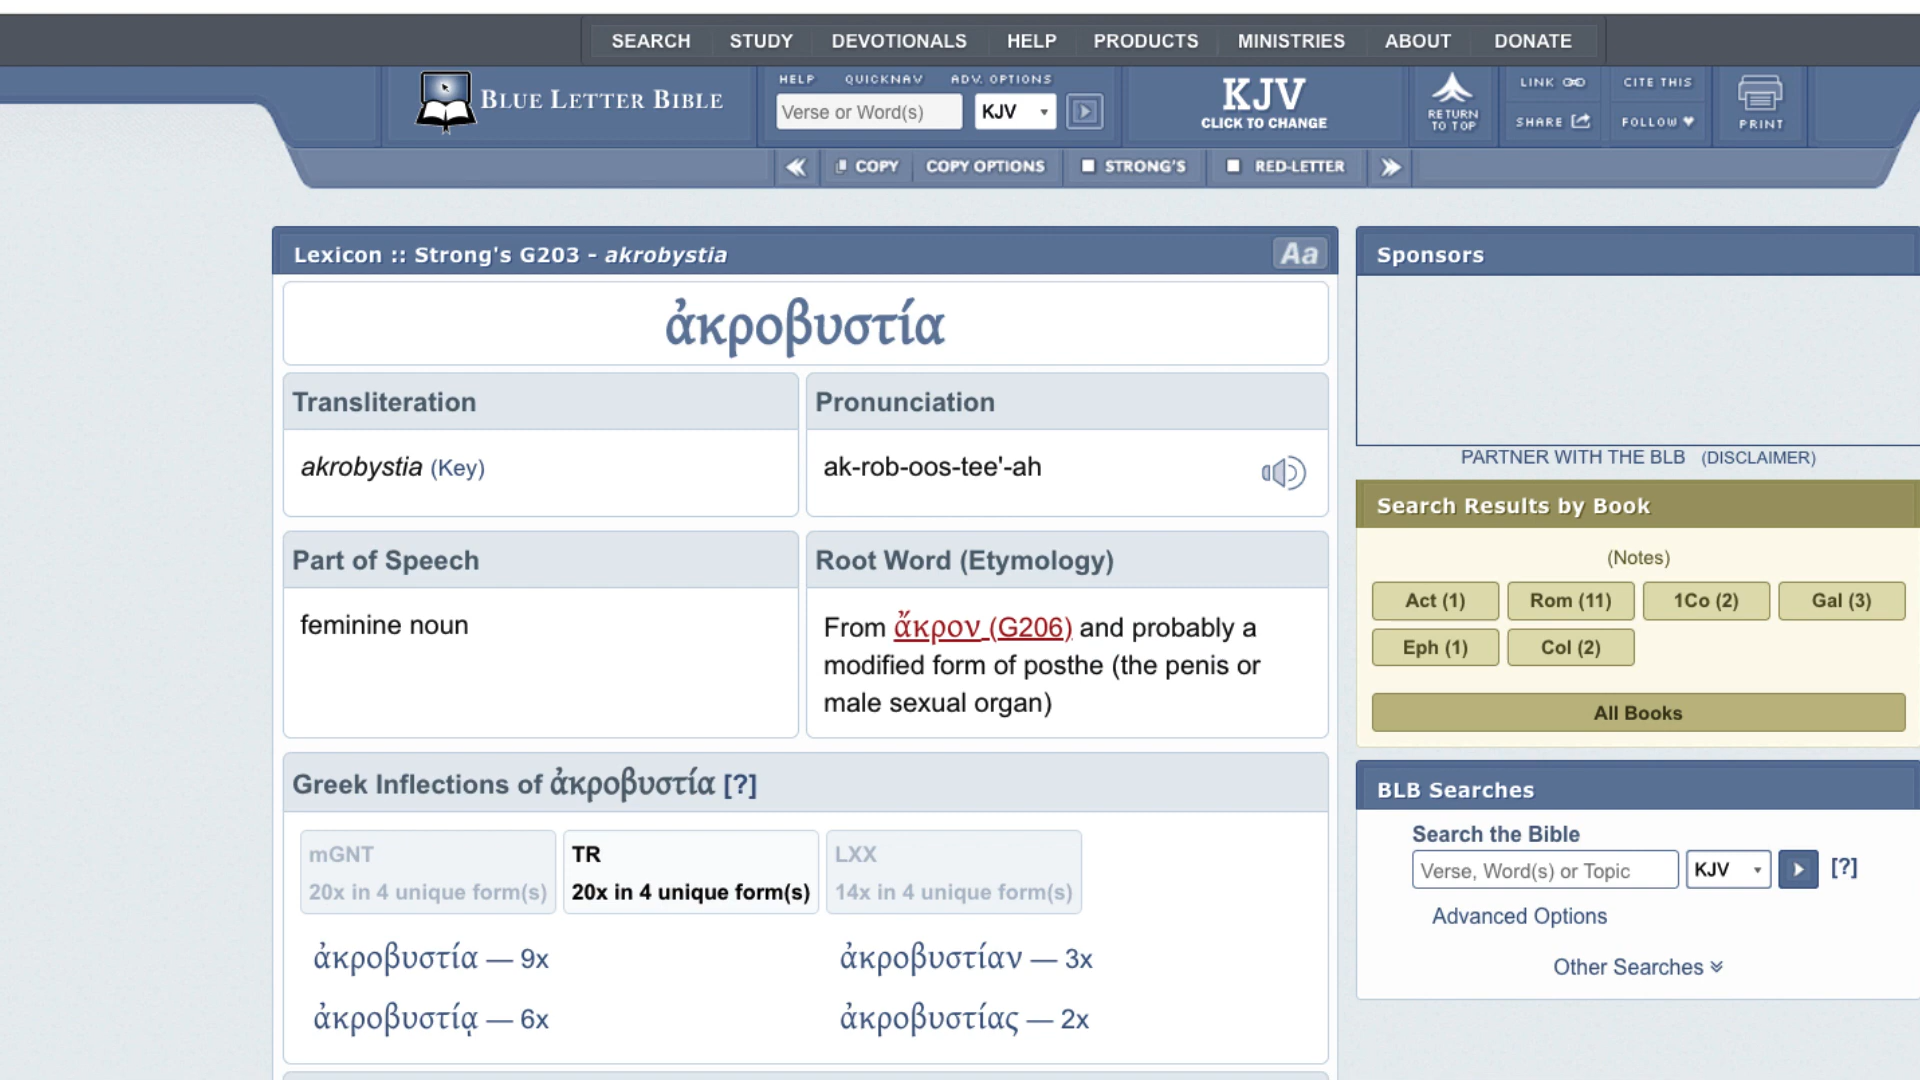 SEARCH STUDY DEVOTIONALS HELP PRODUCTS MINISTRIES ABOUT DONATE
BLUE LETTER BIBLE
HELP QUICKNAV ADV. OPTIONS
Verse or Word(s) KJV
KJV
CLICK TO CHANGE
RETURN
TO TOP
LINK
SHARE
CITE THIS
FOLLOW
PRINT
COPY COPY OPTIONS STRONG'S RED-LETTER
Lexicon :: Strong's G203 - akrobystia Aa
ἀκροβυστία
Transliteration
akrobystia (Key)
Pronunciation
ak-rob-oos-tee'-ah
Part of Speech
feminine noun
Root Word (Etymology)
From ἄκρον (G206) and probably a
modified form of posthe (the penis or
male sexual organ)
Greek Inflections of ἀκροβυστία [?]
mGNT
20x in 4 unique form(s)
TR
20x in 4 unique form(s)
LXX
14x in 4 unique form(s)
ἀκροβυστία — 9x
ἀκροβυστίαν — 3x
ἀκροβυστίᾳ — 6x
ἀκροβυστίας — 2x
Sponsors
PARTNER WITH THE BLB (DISCLAIMER)
Search Results by Book
(Notes)
Act (1) Rom (11) 1Co (2) Gal (3)
Eph (1) Col (2)
All Books
BLB Searches
Search the Bible
Verse, Word(s) or Topic KJV [?]
Advanced Options
Other Searches